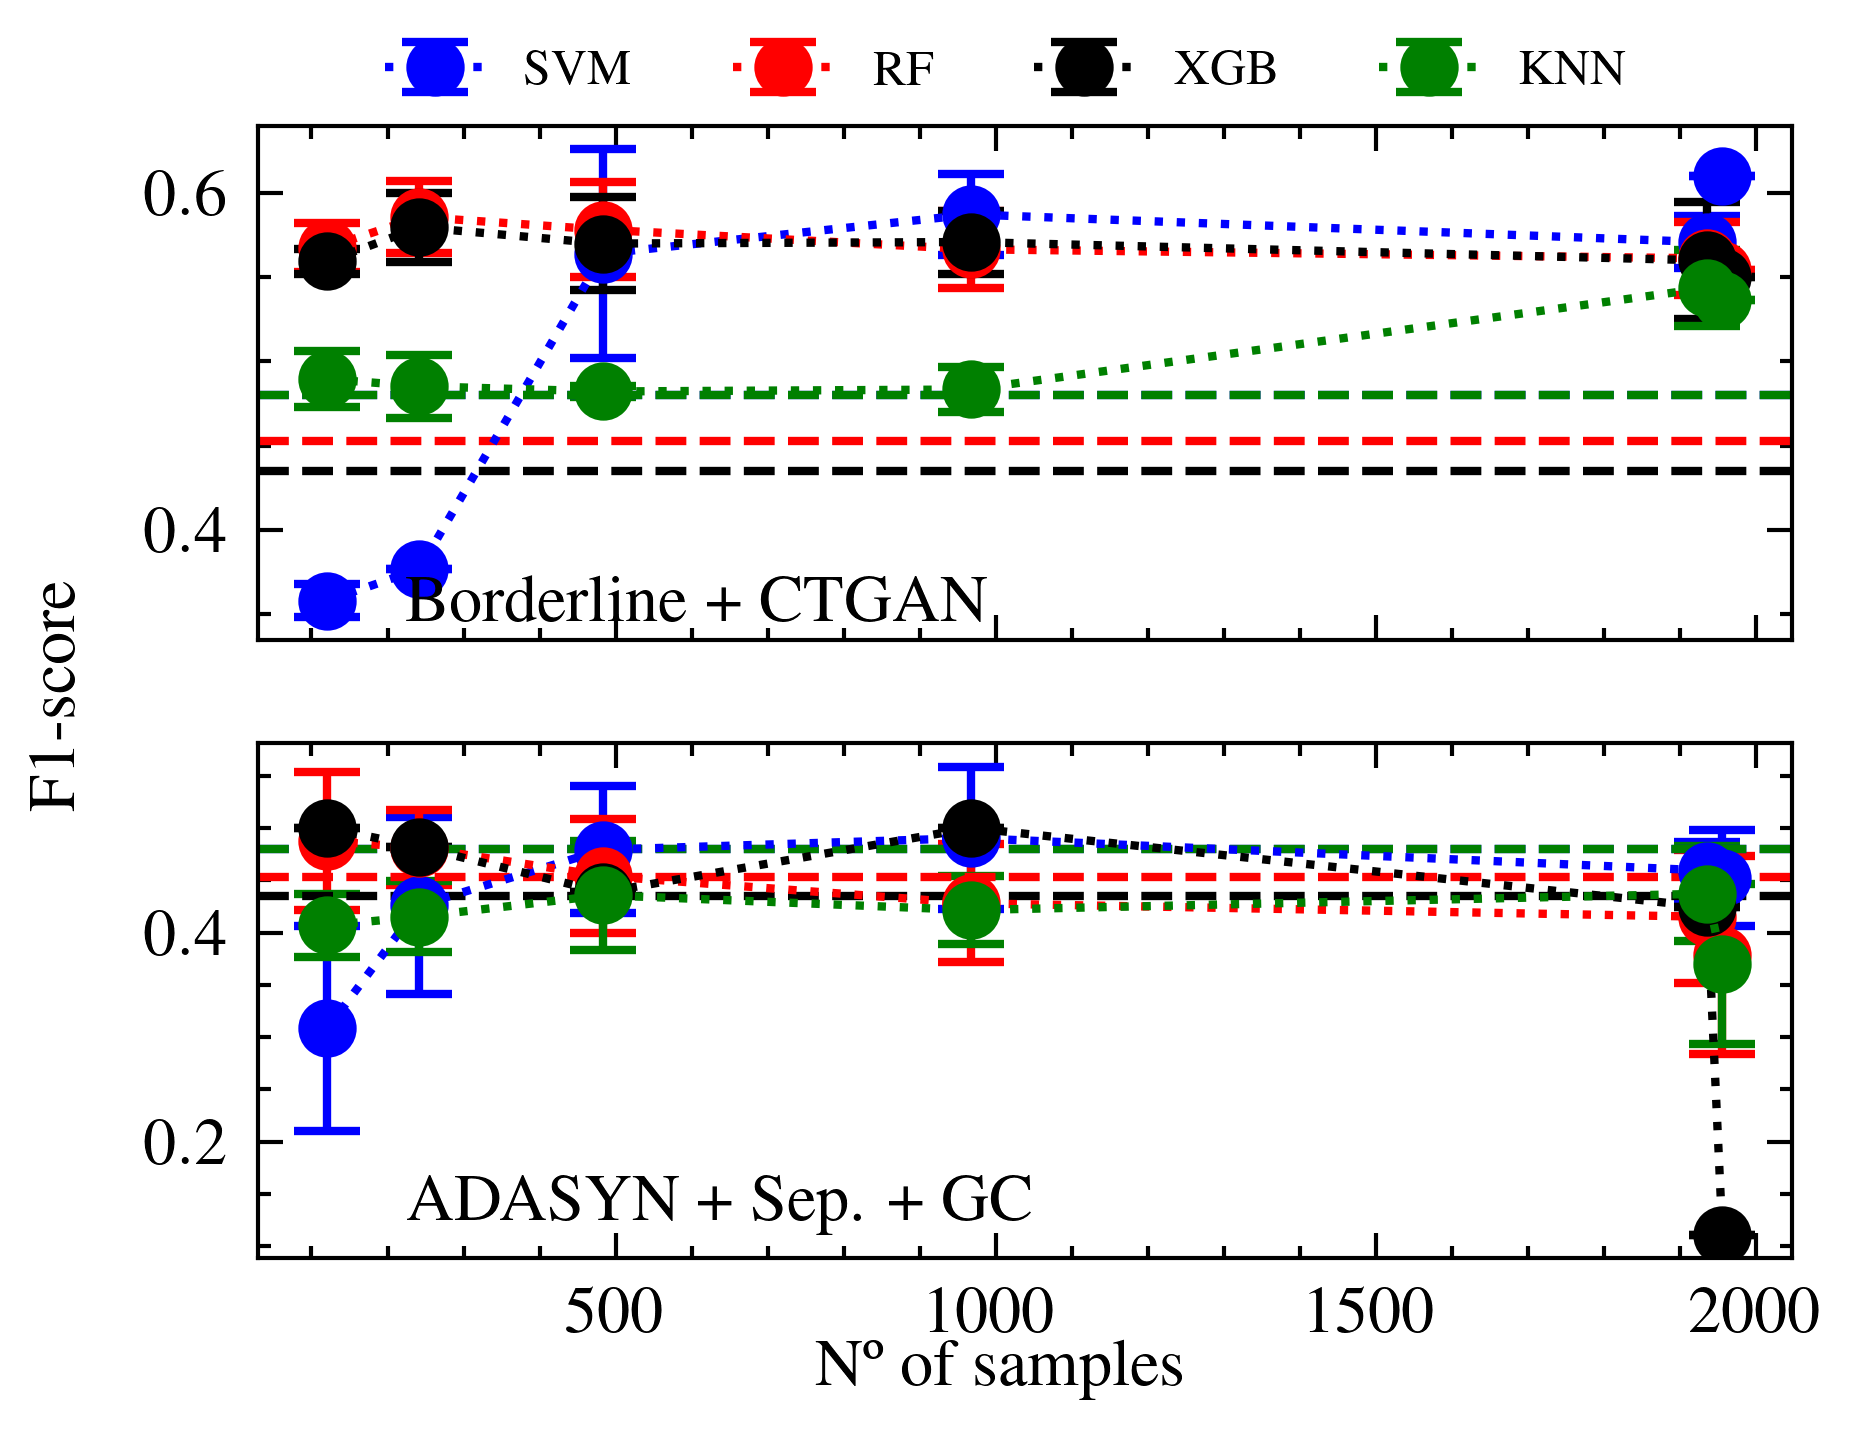 SVM RF XGB KNN
0.6
0.4
Borderline + CTGAN
F1-score
0.4
0.2
ADASYN + Sep. + GC
500 1000 1500 2000
Nº of samples